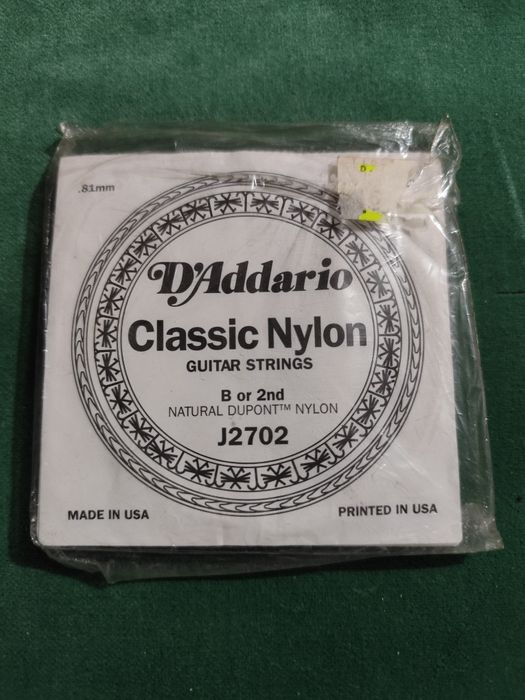 .81mm
D'Addario
Classic Nylon
GUITAR STRINGS
B or 2nd
NATURAL DUPONT™ NYLON
J2702
MADE IN USA
PRINTED IN USA